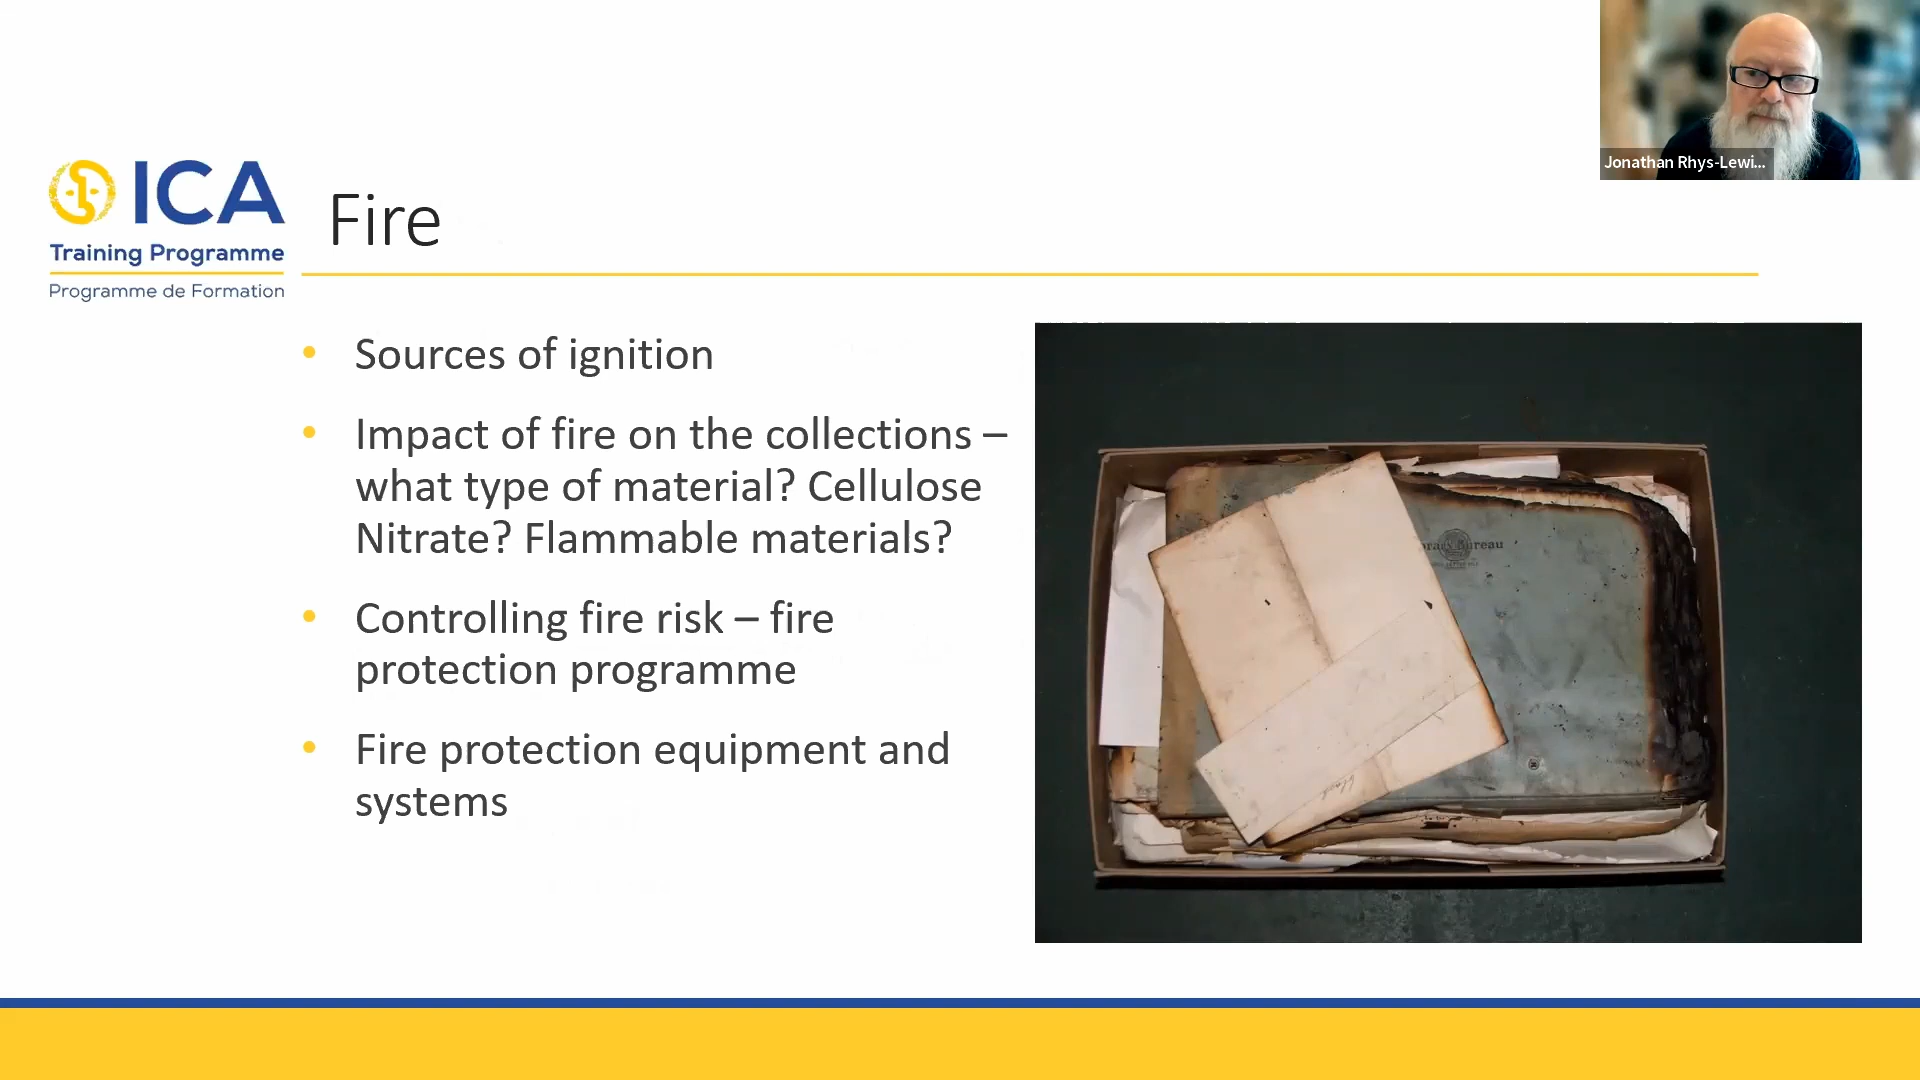 Jonathan Rhys-Lewi...
ICA
Training Programme
Programme de Formation
Fire
• Sources of ignition
• Impact of fire on the collections –
what type of material? Cellulose
Nitrate? Flammable materials?
• Controlling fire risk – fire
protection programme
• Fire protection equipment and
systems
Bureau